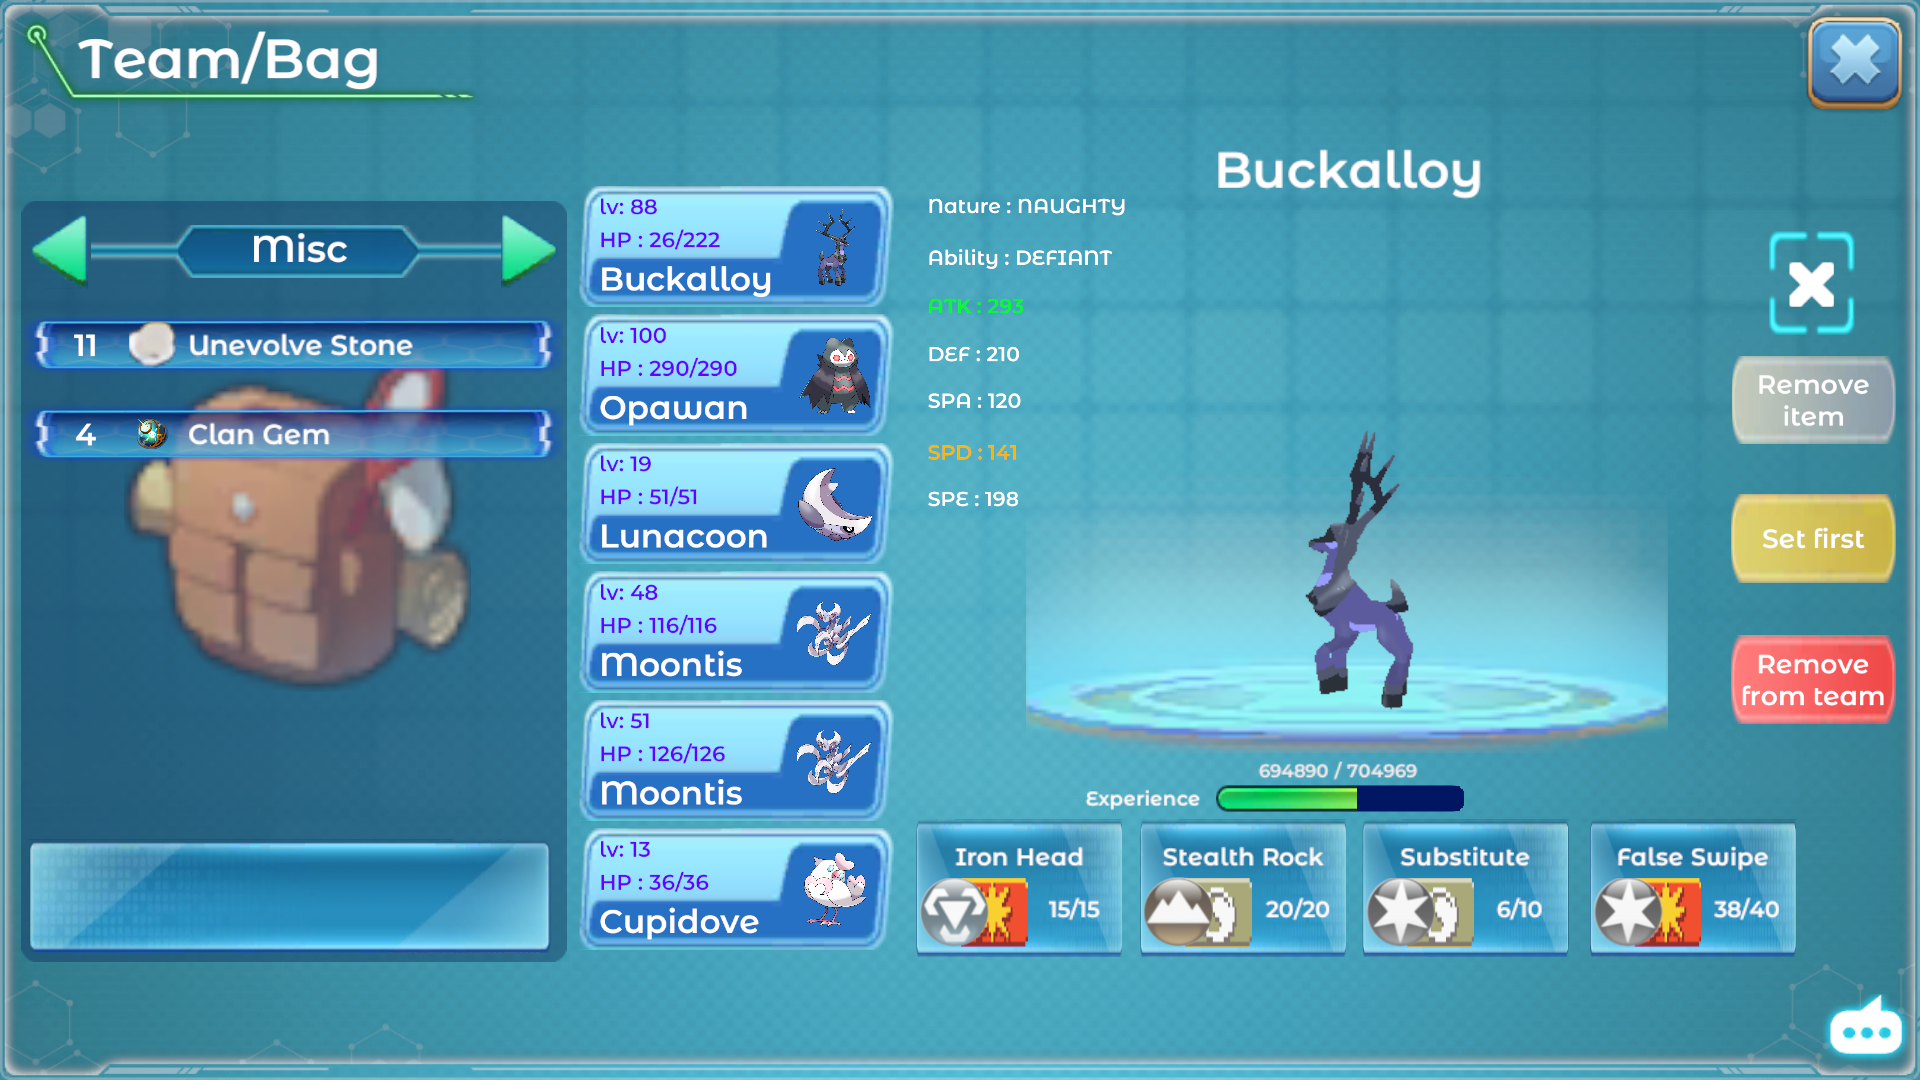 Team/Bag
Misc
11 Unevolve Stone
4 Clan Gem
lv: 88
HP : 26/222
Buckalloy
lv: 100
HP : 290/290
Opawan
lv: 19
HP : 51/51
Lunacoon
lv: 48
HP : 116/116
Moontis
lv: 51
HP : 126/126
Moontis
lv: 13
HP : 36/36
Cupidove
Buckalloy
Nature : NAUGHTY
Ability : DEFIANT
ATK : 293
DEF : 210
SPA : 120
SPD : 141
SPE : 198
Remove
item
Set first
Remove
from team
694890 / 704969
Experience
Iron Head
15/15
Stealth Rock
20/20
Substitute
6/10
False Swipe
38/40